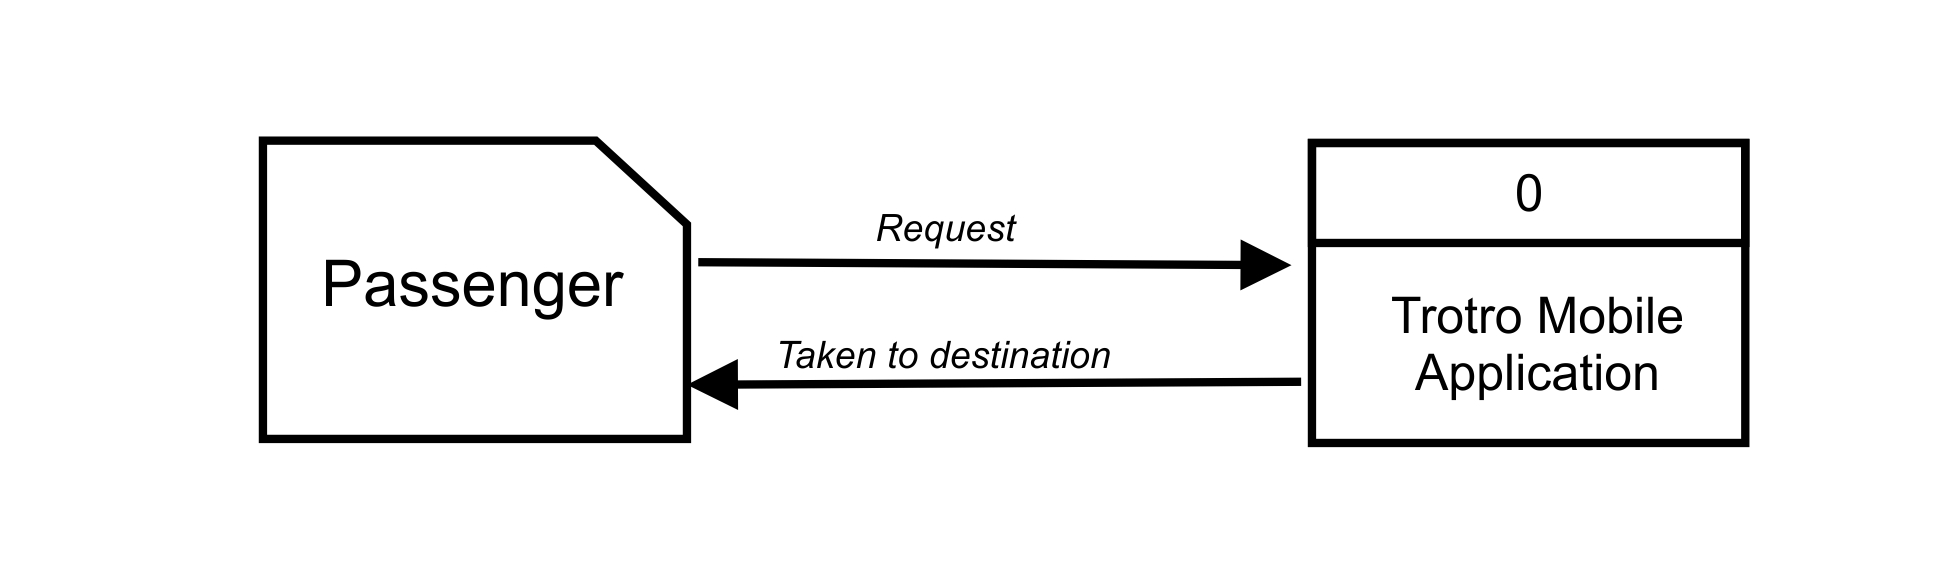 Passenger
Request
Taken to destination
0
Trotro Mobile
Application